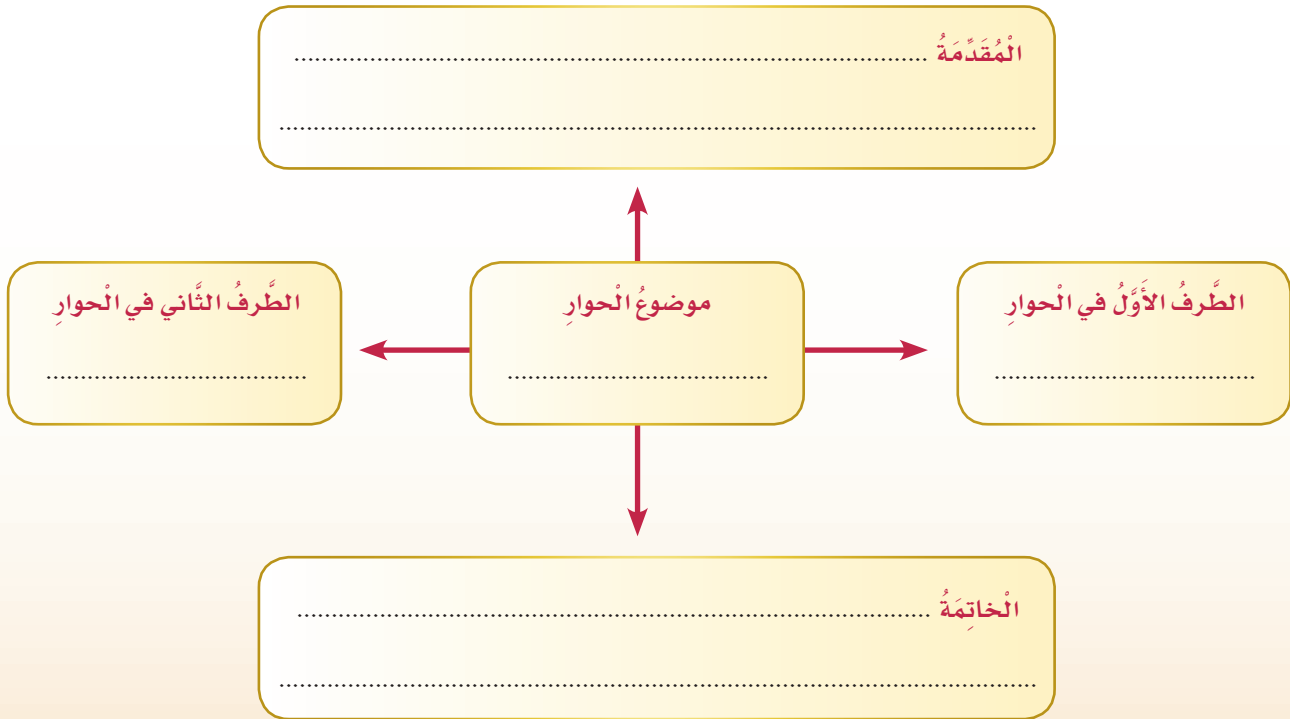 الْمُقَدِّمَةُ ................................................................................
................................................................................
الطَّرفُ الأَوَّلُ في الْحوارِ
موضوعُ الْحوارِ
الطَّرفُ الثَّاني في الْحوارِ
......................................
......................................
......................................
الْخاتِمَةُ ................................................................................
................................................................................